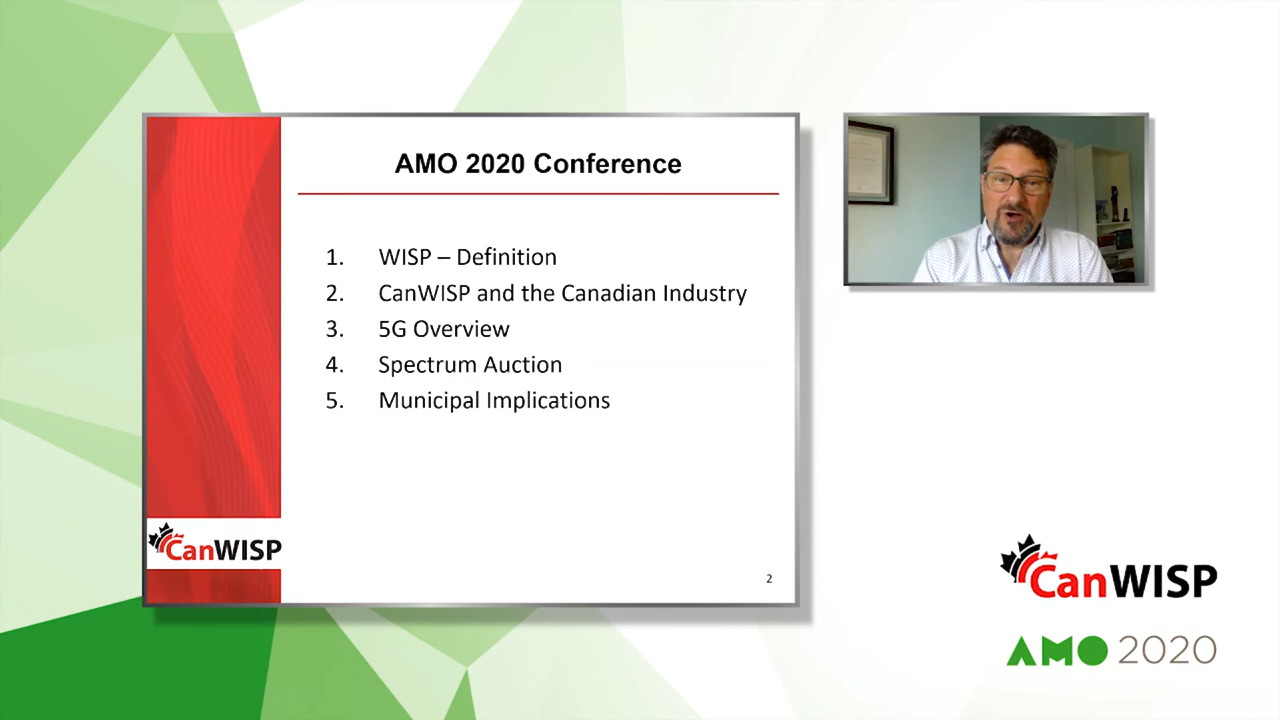 AMO 2020 Conference
1. WISP – Definition
2. CanWISP and the Canadian Industry
3. 5G Overview
4. Spectrum Auction
5. Municipal Implications
CanWISP
2
CanWISP
AMO 2020